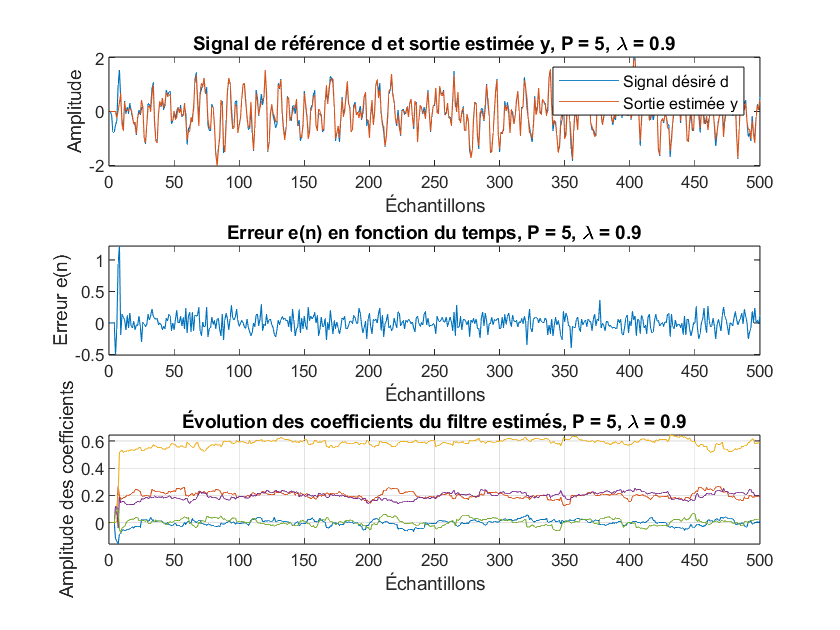 Signal de référence d et sortie estimée y, P = 5, λ = 0.9
Amplitude
2
0
-2
Signal désiré d
Sortie estimée y
0 50 100 150 200 250 300 350 400 450 500
Échantillons
Erreur e(n) en fonction du temps, P = 5, λ = 0.9
Erreur e(n)
1
0.5
0
-0.5
0 50 100 150 200 250 300 350 400 450 500
Échantillons
Évolution des coefficients du filtre estimés, P = 5, λ = 0.9
Amplitude des coefficients
0.6
0.4
0.2
0
0 50 100 150 200 250 300 350 400 450 500
Échantillons